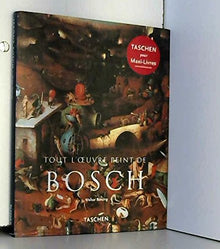 TASCHEN
pour
Maxi-Livres
TOUT L'ŒUVRE PEINT DE
BOSCH
Walter Bosing
TASCHEN